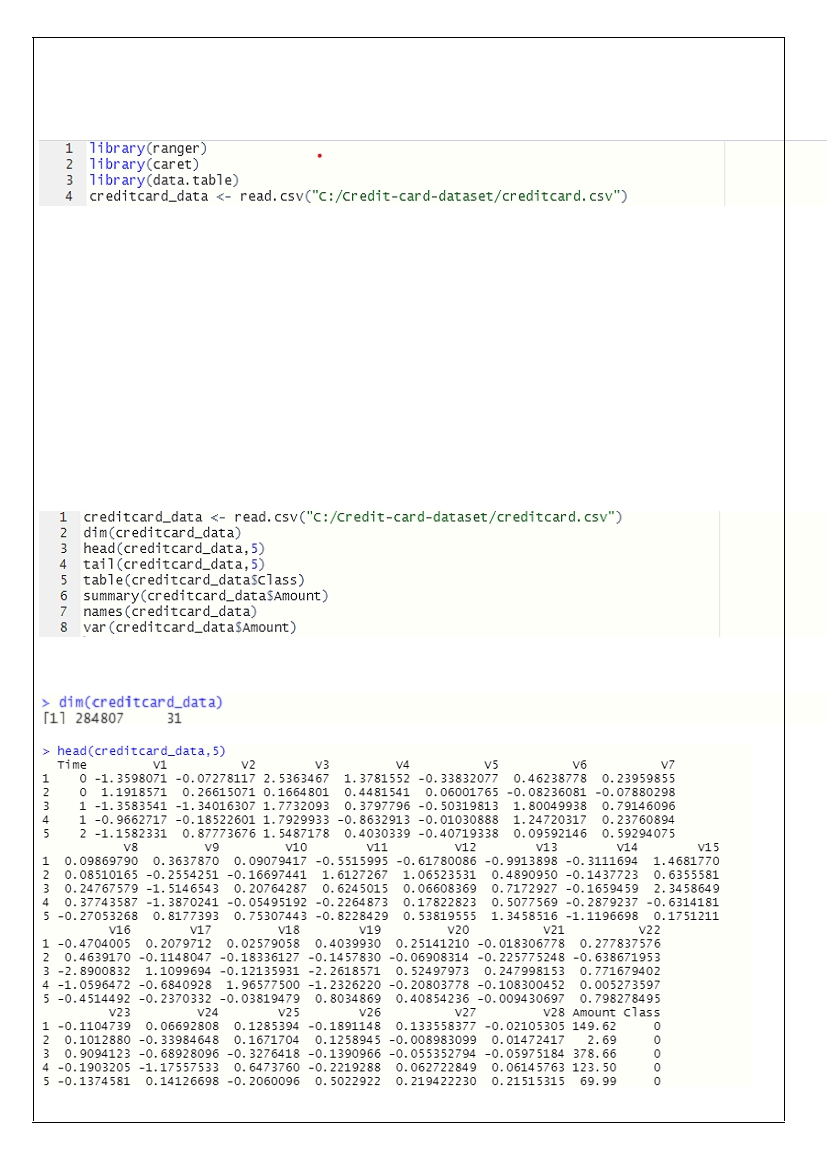 1 library(ranger)
2 library(caret)
3 library(data.table)
4 creditcard_data <- read.csv("C:/Credit-card-dataset/creditcard.csv")
1 creditcard_data <- read.csv("C:/Credit-card-dataset/creditcard.csv")
2 dim(creditcard_data)
3 head(creditcard_data,5)
4 tail(creditcard_data,5)
5 table(creditcard_data$Class)
6 summary(creditcard_data$Amount)
7 names(creditcard_data)
8 var(creditcard_data$Amount)
> dim(creditcard_data)
[1] 284807 31
> head(creditcard_data,5)
Time V1 V2 V3 V4 V5 V6 V7
1 0 -1.3598071 -0.07278117 2.5363467 1.3781552 -0.33832077 0.46238778 0.23959855
2 0 1.1918571 0.26615071 0.1664801 0.4481541 0.06001765 -0.08236081 -0.07880298
3 1 -1.3583541 -1.34016307 1.7732093 0.3797796 -0.50319813 1.80049938 0.79146096
4 1 -0.9662717 -0.18522601 1.7929933 -0.8632913 -0.01030888 1.24720317 0.23760894
5 2 -1.1582331 0.87773676 1.5487178 0.4030339 -0.40719338 0.09592146 0.59294075
V8 V9 V10 V11 V12 V13 V14 V15
1 0.09869790 0.3637870 0.09079417 -0.5515995 -0.61780086 -0.9913898 -0.3111694 1.4681770
2 0.08510165 -0.2554251 -0.16697441 1.6127267 1.06523531 0.4890950 -0.1437723 0.6355581
3 0.24767579 -1.5146543 0.20764287 0.6245015 0.06608369 0.7172927 -0.1659459 2.3458649
4 0.37743587 -1.3870241 -0.05495192 -0.2264873 0.17822823 0.5077569 -0.2879237 -0.6314181
5 -0.27053268 0.8177393 0.75307443 -0.8228429 0.53819555 1.3458516 -1.1196698 0.1751211
V16 V17 V18 V19 V20 V21 V22
1 -0.4704005 0.2079712 0.02579058 0.4039930 0.25141210 -0.018306778 0.277837576
2 0.4639170 -0.1148047 -0.18336127 -0.1457830 -0.06908314 -0.225775248 -0.638671953
3 -2.8900832 1.1099694 -0.12135931 -2.2618571 0.52497973 0.247998153 0.771679402
4 -1.0596472 -0.6840928 1.96577500 -1.2326220 -0.20803778 -0.108300452 0.005273597
5 -0.4514492 -0.2370332 -0.03819479 0.8034869 0.40854236 -0.009430697 0.798278495
V23 V24 V25 V26 V27 V28 Amount Class
1 -0.1104739 0.06692808 0.1285394 -0.1891148 0.133558377 -0.02105305 149.62 0
2 0.1012880 -0.33984648 0.1671704 0.1258945 -0.008983099 0.01472417 2.69 0
3 0.9094123 -0.68928096 -0.3276418 -0.1390966 -0.055352794 -0.05975184 378.66 0
4 -0.1903205 -1.17557533 0.6473760 -0.2219288 0.062722849 0.06145763 123.50 0
5 -0.1374581 0.14126698 -0.2060096 0.5022922 0.219422230 0.21515315 69.99 0